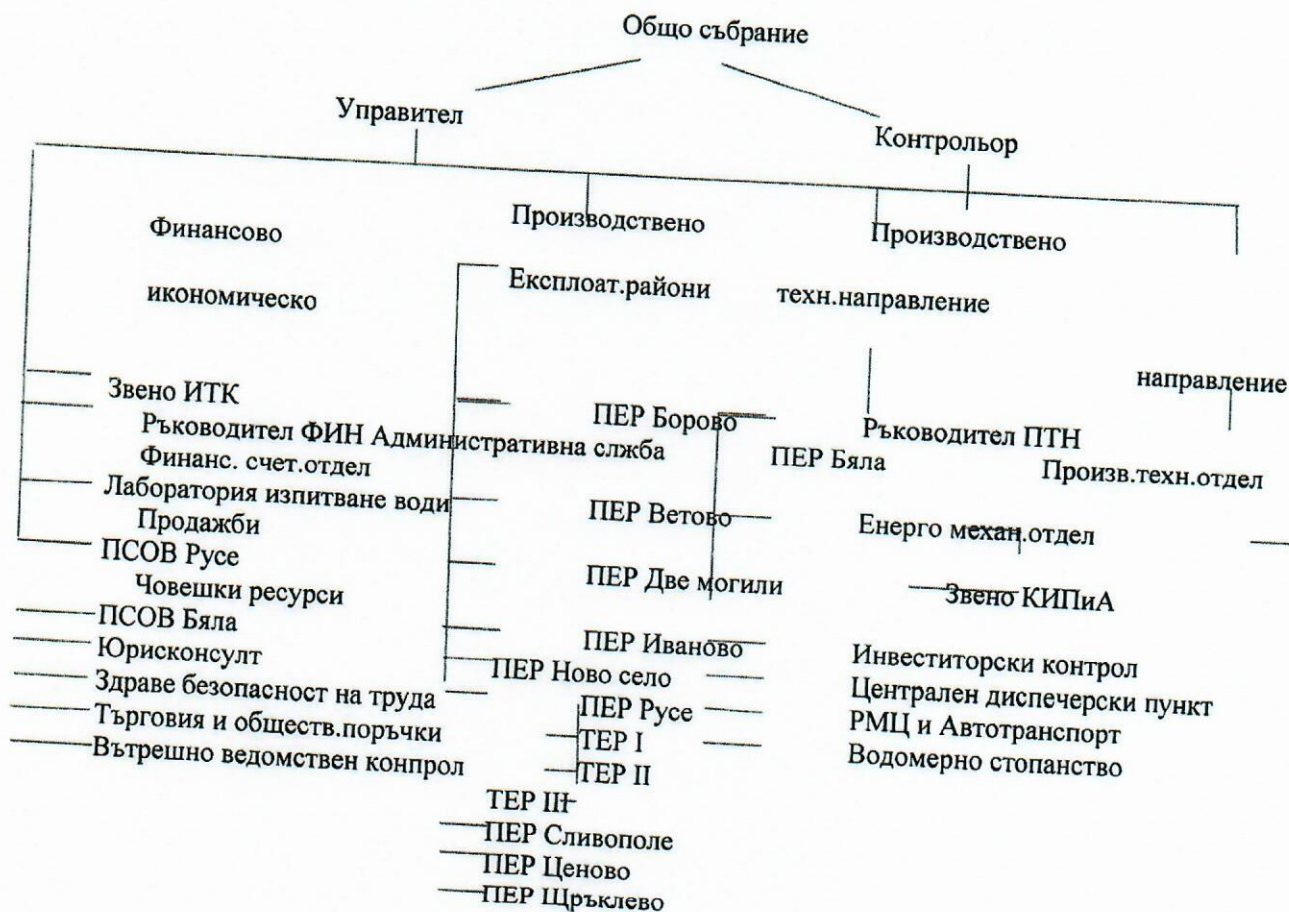 Общо събрание
Управител
Контрольор
Финансово
Производствено
Производствено
икономическо
Експлоат.райони
техн.направление
направление
Звено ИТК
ПЕР Борово
Ръководител ПТН
Ръководител ФИН Административна слжба
ПЕР Бяла
Произв.техн.отдел
Финанс. счет.отдел
Лаборатория изпитване води
ПЕР Ветово
Енерго механ.отдел
Продажби
ПСОВ Русе
ПЕР Две могили
Звено КИПиА
Човешки ресурси
ПСОВ Бяла
ПЕР Иваново
Инвеститорски контрол
Юрисконсулт
ПЕР Ново село
Централен диспечерски пункт
Здраве безопасност на труда
ПЕР Русе
РМЦ и Автотранспорт
Търговия и обществ.поръчки
ТЕР I
Водомерно стопанство
Вътрешно ведомствен конпрол
ТЕР II
ТЕР III
ПЕР Сливополе
ПЕР Ценово
ПЕР Щръклево